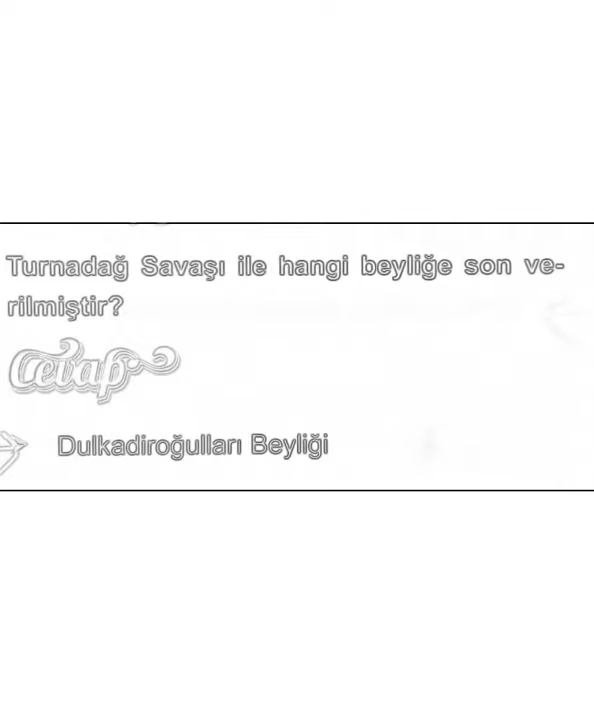 Turnadağ Savaşı ile hangi beyliğe son ve-
rilmiştir?
Cevap
Dulkadiroğulları Beyliği